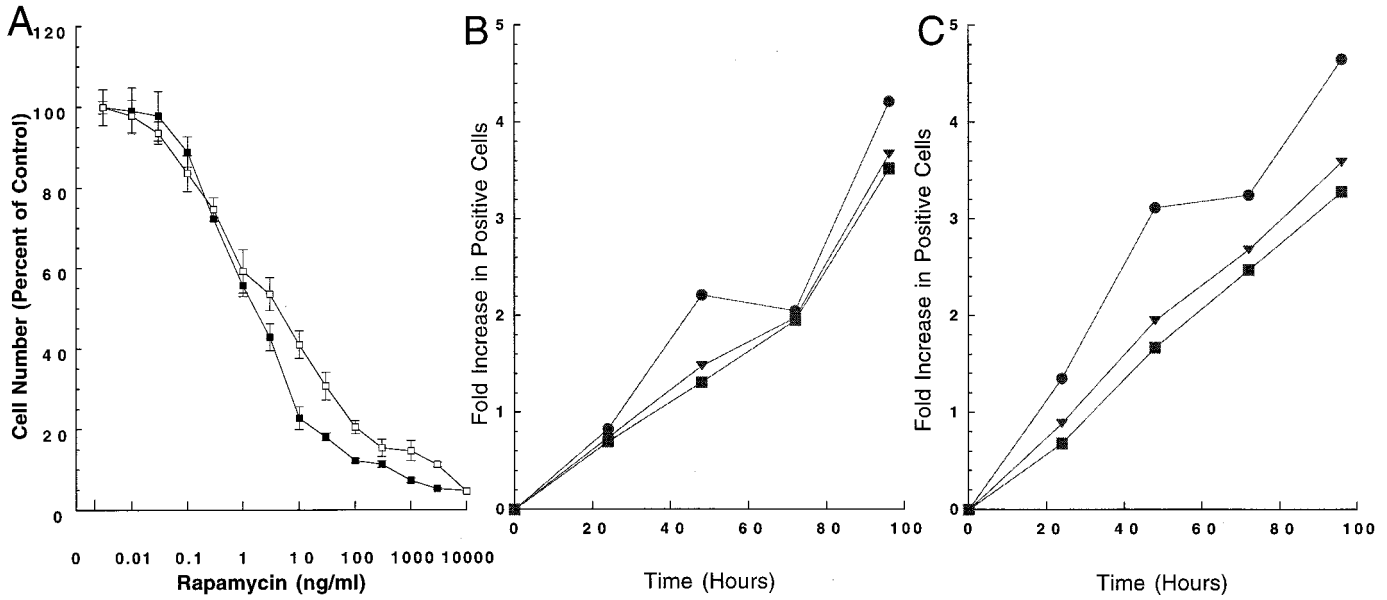 A
120
100
80
60
40
20
0
Cell Number (Percent of Control)
0 0.01 0.1 1 10 100 1000 10000
Rapamycin (ng/ml)
B
5
4
3
2
1
0
Fold Increase in Positive Cells
0 20 40 60 80 100
Time (Hours)
C
5
4
3
2
1
0
Fold Increase in Positive Cells
0 20 40 60 80 100
Time (Hours)